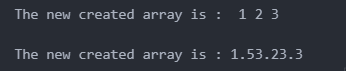 The new created array is :  1 2 3
The new created array is : 1.53.23.3